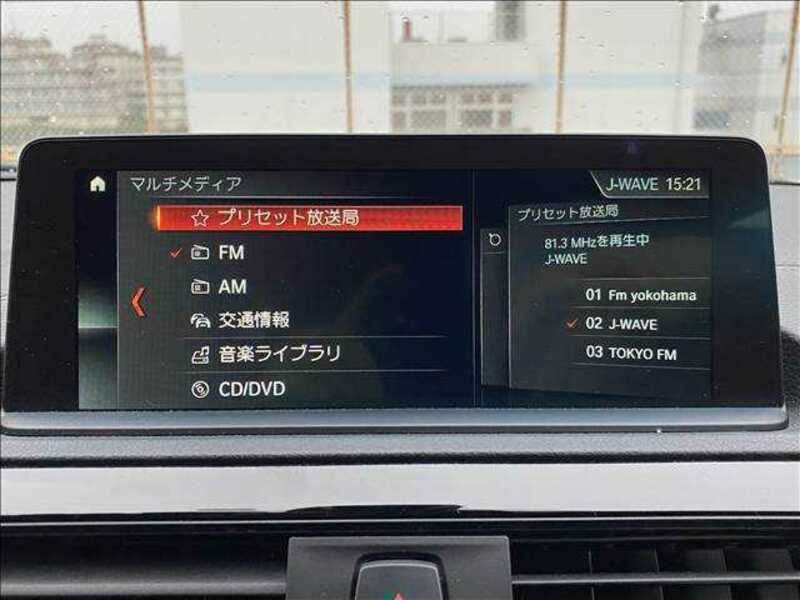 マルチメディア
J-WAVE 15:21
☆ プリセット放送局
FM
AM
交通情報
音楽ライブラリ
CD/DVD
プリセット放送局
81.3 MHzを再生中
J-WAVE
01 Fm yokohama
02 J-WAVE
03 TOKYO FM